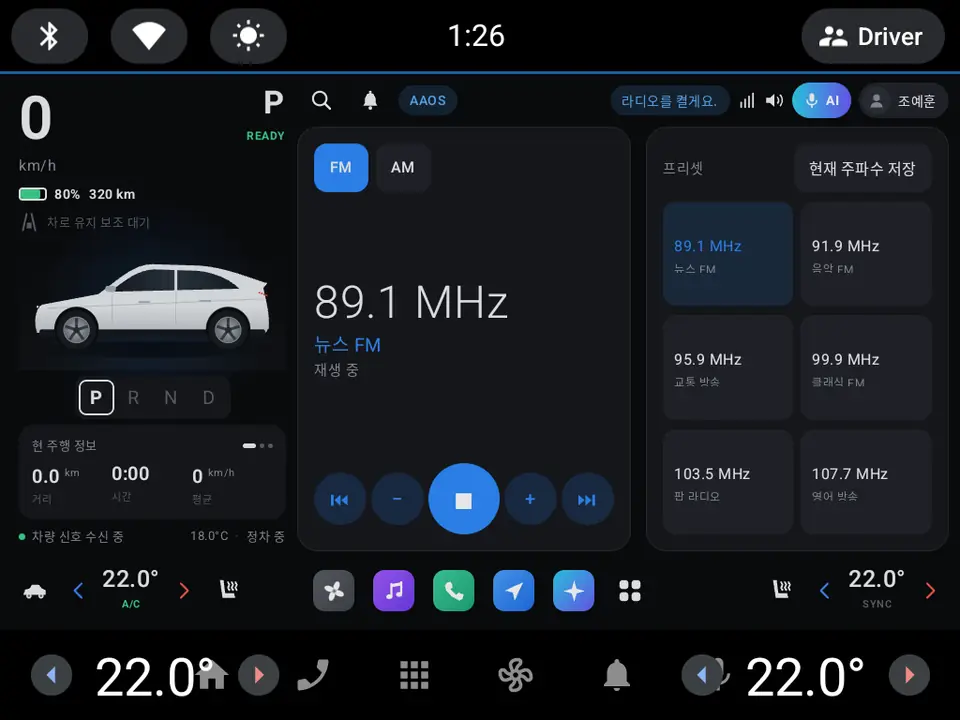 1:26
Driver
0
P
READY
km/h
80% 320 km
차로 유지 보조 대기
P R N D
현 주행 정보
0.0 km
거리
0:00
시간
0 km/h
평균
차량 신호 수신 중
18.0°C · 정차 중
AAOS
라디오를 켤게요.
AI
조예훈
FM
AM
89.1 MHz
뉴스 FM
재생 중
프리셋
현재 주파수 저장
89.1 MHz
뉴스 FM
91.9 MHz
음악 FM
95.9 MHz
교통 방송
99.9 MHz
클래식 FM
103.5 MHz
팝 라디오
107.7 MHz
영어 방송
22.0°
A/C
22.0°
SYNC
22.0°
22.0°